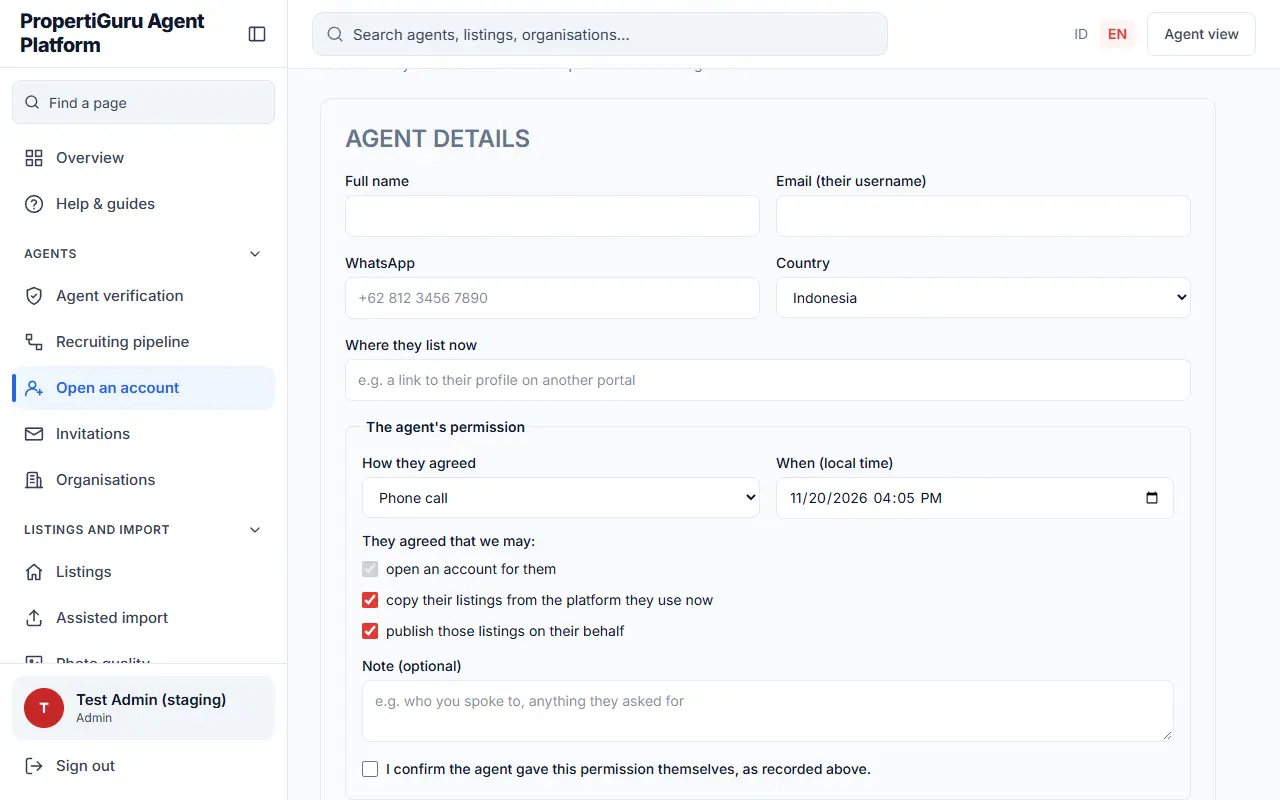 PropertiGuru Agent
Platform
Search agents, listings, organisations...
ID
EN
Agent view
Find a page
Overview
Help & guides
AGENTS
Agent verification
Recruiting pipeline
Open an account
Invitations
Organisations
LISTINGS AND IMPORT
Listings
Assisted import
Photo quality
T
Test Admin (staging)
Admin
Sign out
AGENT DETAILS
Full name
Email (their username)
WhatsApp
+62 812 3456 7890
Country
Indonesia
Where they list now
e.g. a link to their profile on another portal
The agent's permission
How they agreed
Phone call
When (local time)
11/20/2026 04:05 PM
They agreed that we may:
open an account for them
copy their listings from the platform they use now
publish those listings on their behalf
Note (optional)
e.g. who you spoke to, anything they asked for
I confirm the agent gave this permission themselves, as recorded above.